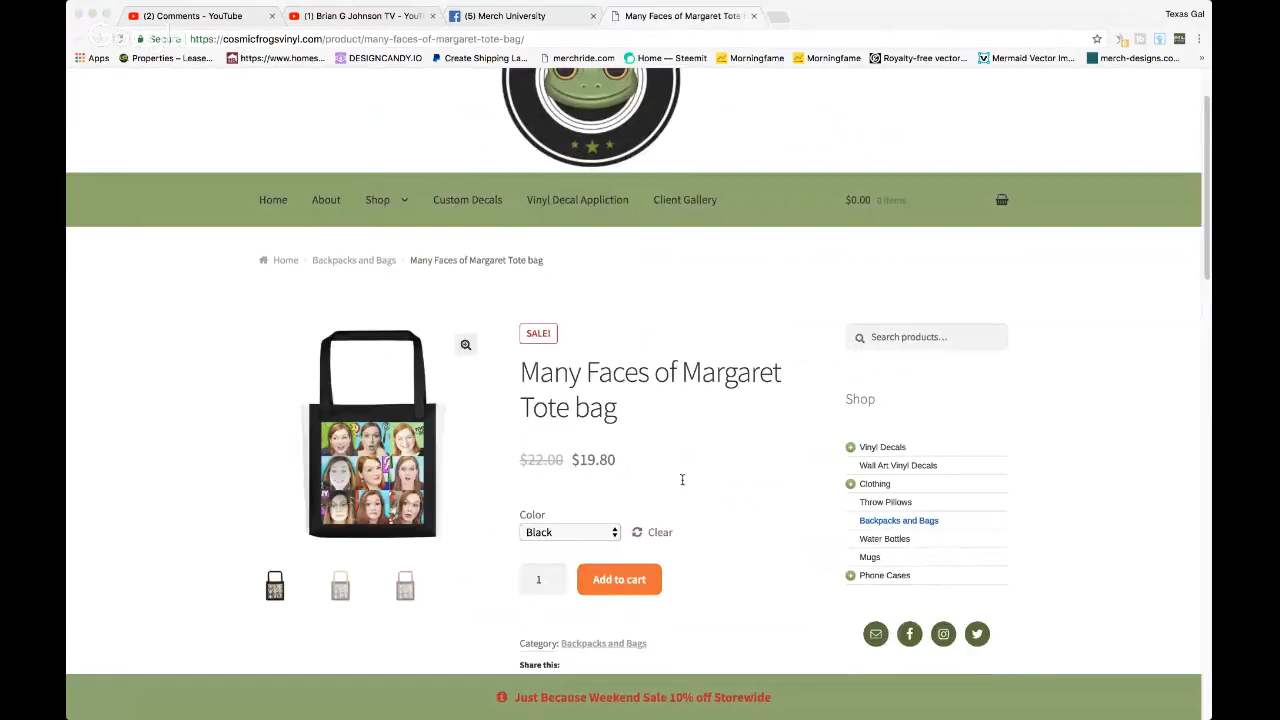 (2) Comments - YouTube
(1) Brian G Johnson TV - YouT
(5) Merch University
Many Faces of Margaret Tote
Texas Gal
Secure
https://cosmicfrogsvinyl.com/product/many-faces-of-margaret-tote-bag/
Apps
Properties – Lease...
https://www.homes...
DESIGNCANDY.IO
Create Shipping La...
merchride.com
Home — Steemit
Morningfame
Morningfame
Royalty-free vector...
Mermaid Vector Im...
merch-designs.co...
Home
About
Shop
Custom Decals
Vinyl Decal Appliction
Client Gallery
$0.00 0 items
Home
Backpacks and Bags
Many Faces of Margaret Tote bag
SALE!
Many Faces of Margaret
Tote bag
$22.00 $19.80
Color
Black
Clear
1
Add to cart
Category: Backpacks and Bags
Share this:
Search products…
Shop
Vinyl Decals
Wall Art Vinyl Decals
Clothing
Throw Pillows
Backpacks and Bags
Water Bottles
Mugs
Phone Cases
Just Because Weekend Sale 10% off Storewide